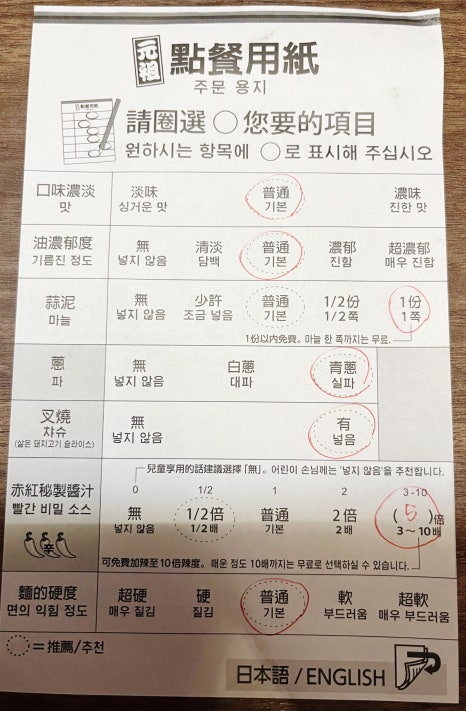 元祖 點餐用紙
주문 용지
請圈選○您要的項目
원하시는 항목에 ○로 표시해 주십시오
口味濃淡 淡味 普通 濃味
맛 싱거운 맛 기본 진한 맛
油濃郁度 無 清淡 普通 濃郁 超濃郁
기름진 정도 넣지 않음 담백 기본 진함 매우 진함
蒜泥 無 少許 普通 1/2份 1份
마늘 넣지 않음 조금 넣음 기본 1/2쪽 1쪽
1份以內免費。마늘 한 쪽까지는 무료.
蔥 無 白蔥 青蔥
파 넣지 않음 대파 실파
叉燒 無 有
챠슈 넣지 않음 넣음
(삶은 돼지고기 슬라이스)
兒童享用的話建議選擇「無」。어린이 손님께는 '넣지 않음'을 추천합니다.
赤紅秘製醬汁 0 1/2 1 2 3-10
빨간 비밀 소스 無 1/2倍 普通 2倍 (5)倍
넣지 않음 1/2배 기본 2배 3~10배
辛
可免費加辣至10倍辣度。매운 정도 10배까지는 무료로 선택하실 수 있습니다.
麵的硬度 超硬 硬 普通 軟 超軟
면의 익힘 정도 매우 질김 질김 기본 부드러움 매우 부드러움
=推薦/추천
日本語 / ENGLISH